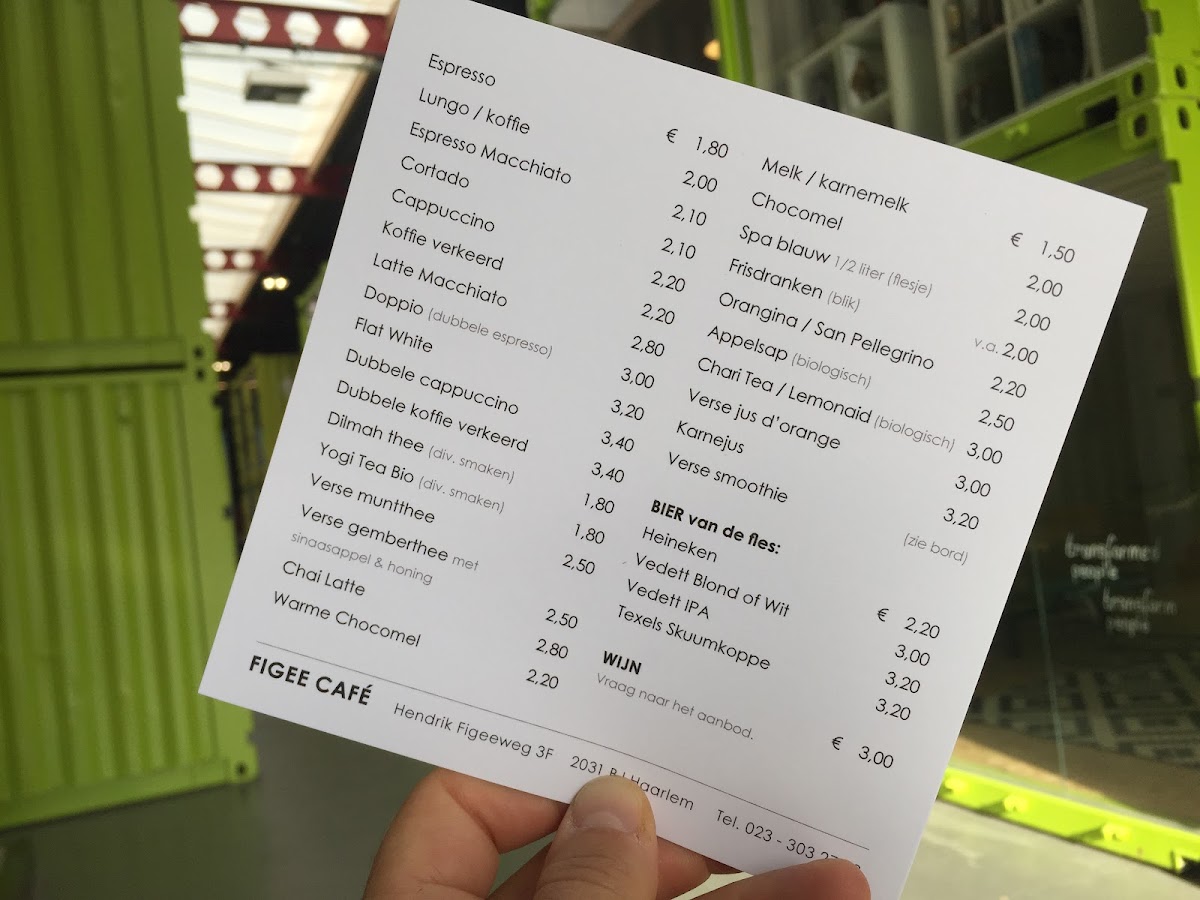 Espresso € 1,80
Lungo / koffie 2,00
Espresso Macchiato 2,10
Cortado 2,10
Cappuccino 2,20
Koffie verkeerd 2,20
Latte Macchiato 2,80
Doppio (dubbele espresso) 3,00
Flat White 3,20
Dubbele cappuccino 3,40
Dubbele koffie verkeerd 3,40
Dilmah thee (div. smaken) 1,80
Yogi Tea Bio (div. smaken) 1,80
Verse muntthee 2,50
Verse gemberthee met
sinaasappel & honing 2,50
Chai Latte 2,80
Warme Chocomel 2,20
Melk / karnemelk € 1,50
Chocomel 2,00
Spa blauw 1/2 liter (flesje) 2,00
Frisdranken (blik) v.a. 2,00
Orangina / San Pellegrino 2,20
Appelsap (biologisch) 2,50
Chari Tea / Lemonaid (biologisch) 3,00
Verse jus d'orange 3,00
Karnejus 3,20
Verse smoothie (zie bord)
BIER van de fles:
Heineken € 2,20
Vedett Blond of Wit 3,00
Vedett IPA 3,20
Texels Skuumkoppe 3,20
WIJN
Vraag naar het aanbod. € 3,00
FIGEE CAFÉ Hendrik Figeeweg 3F 2031 Haarlem Tel. 023 - 303
transform
people
transform
people